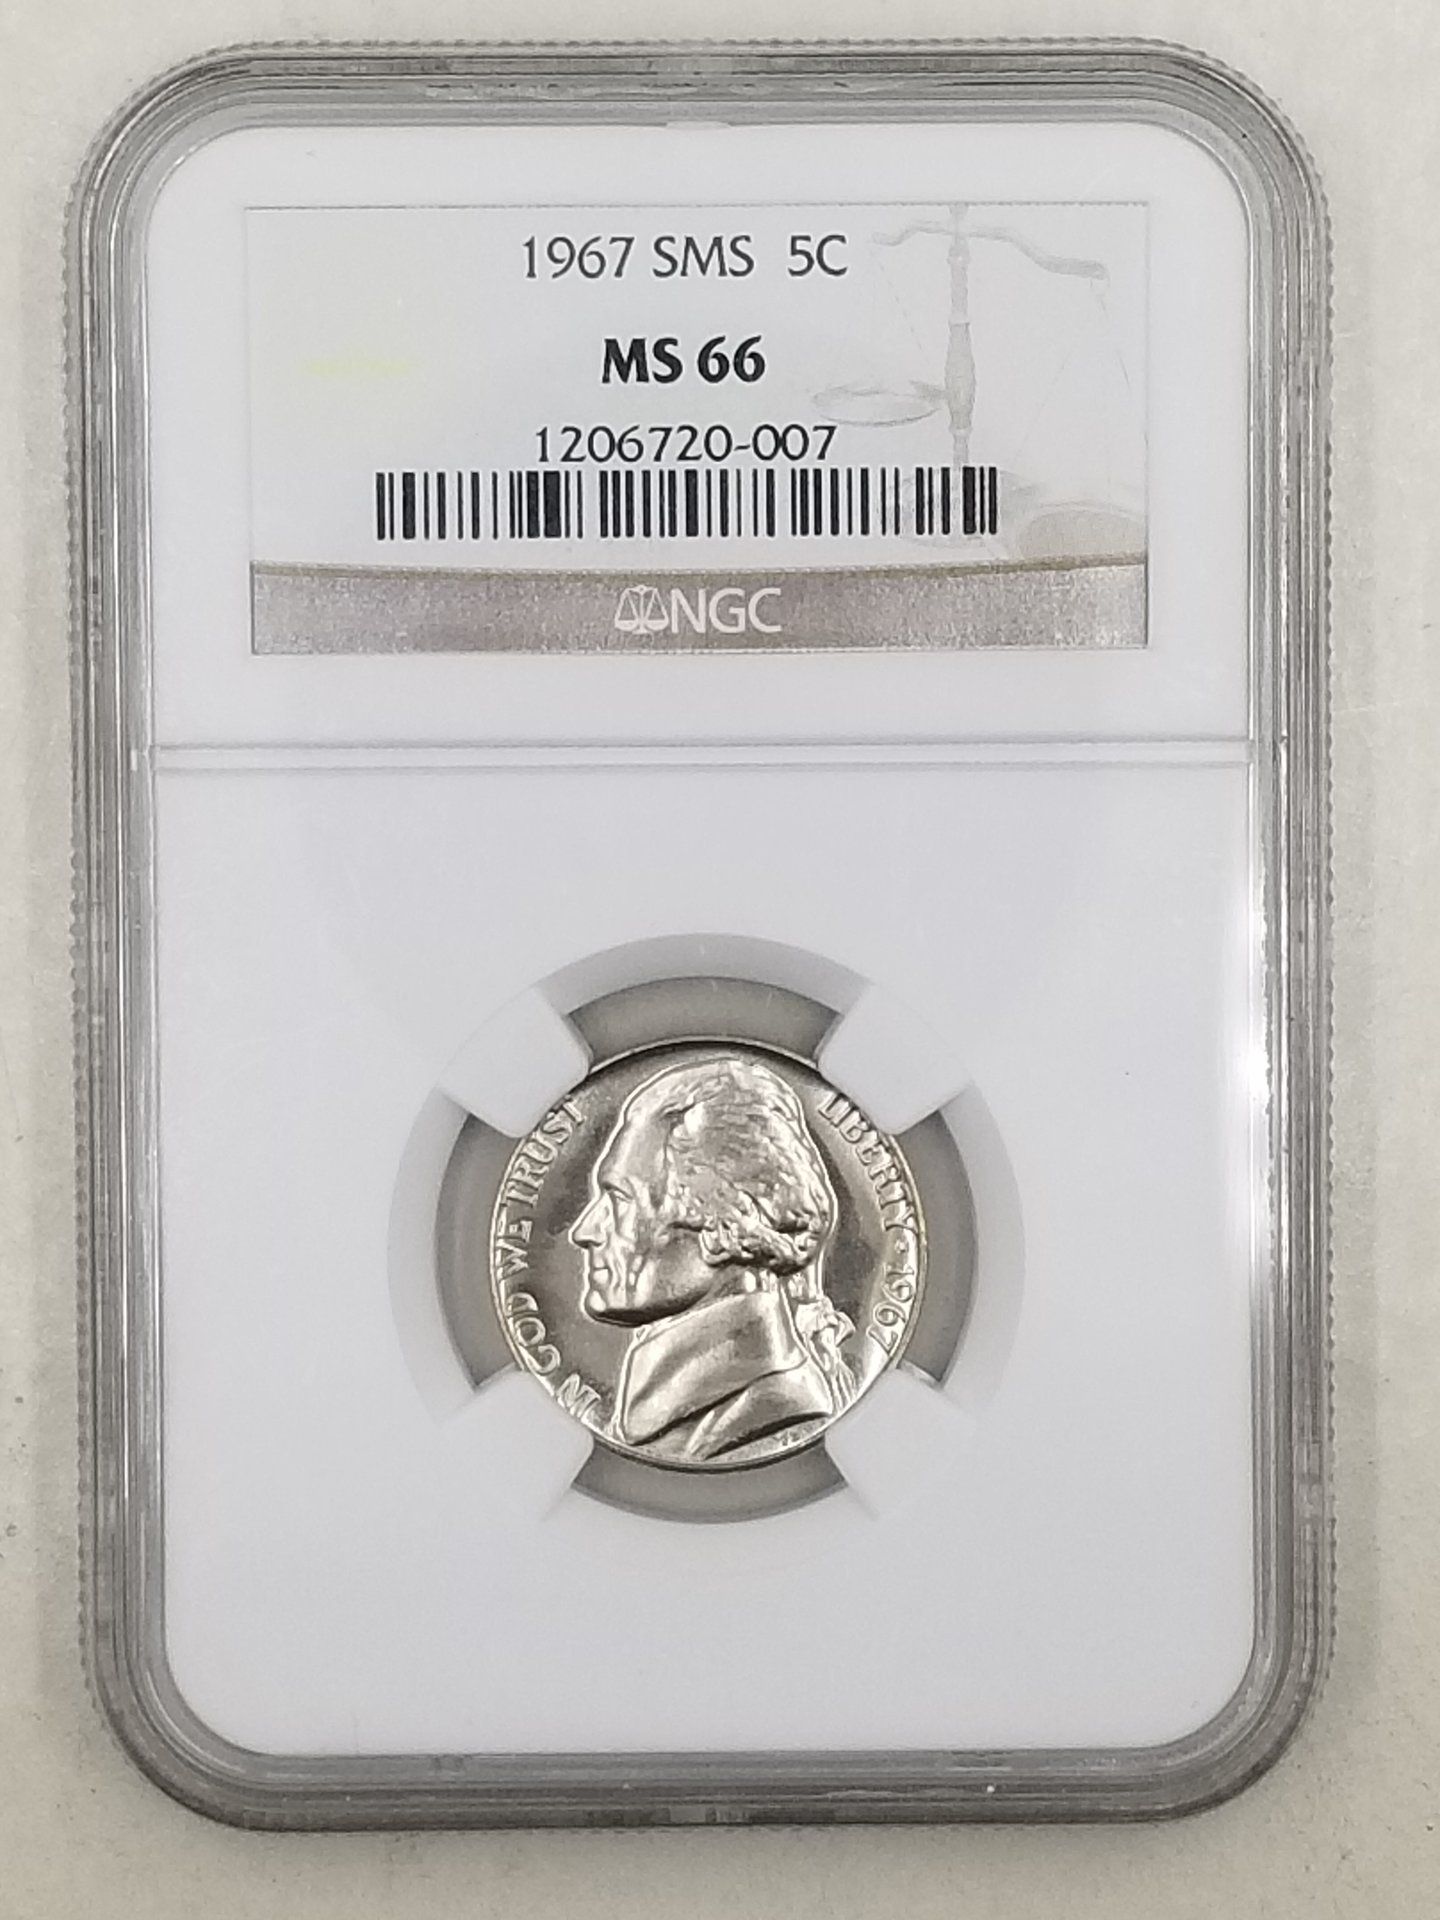 1967 SMS 5C
MS 66
1206720-007
NGC
IN GOD WE TRUST
LIBERTY ★ 1967